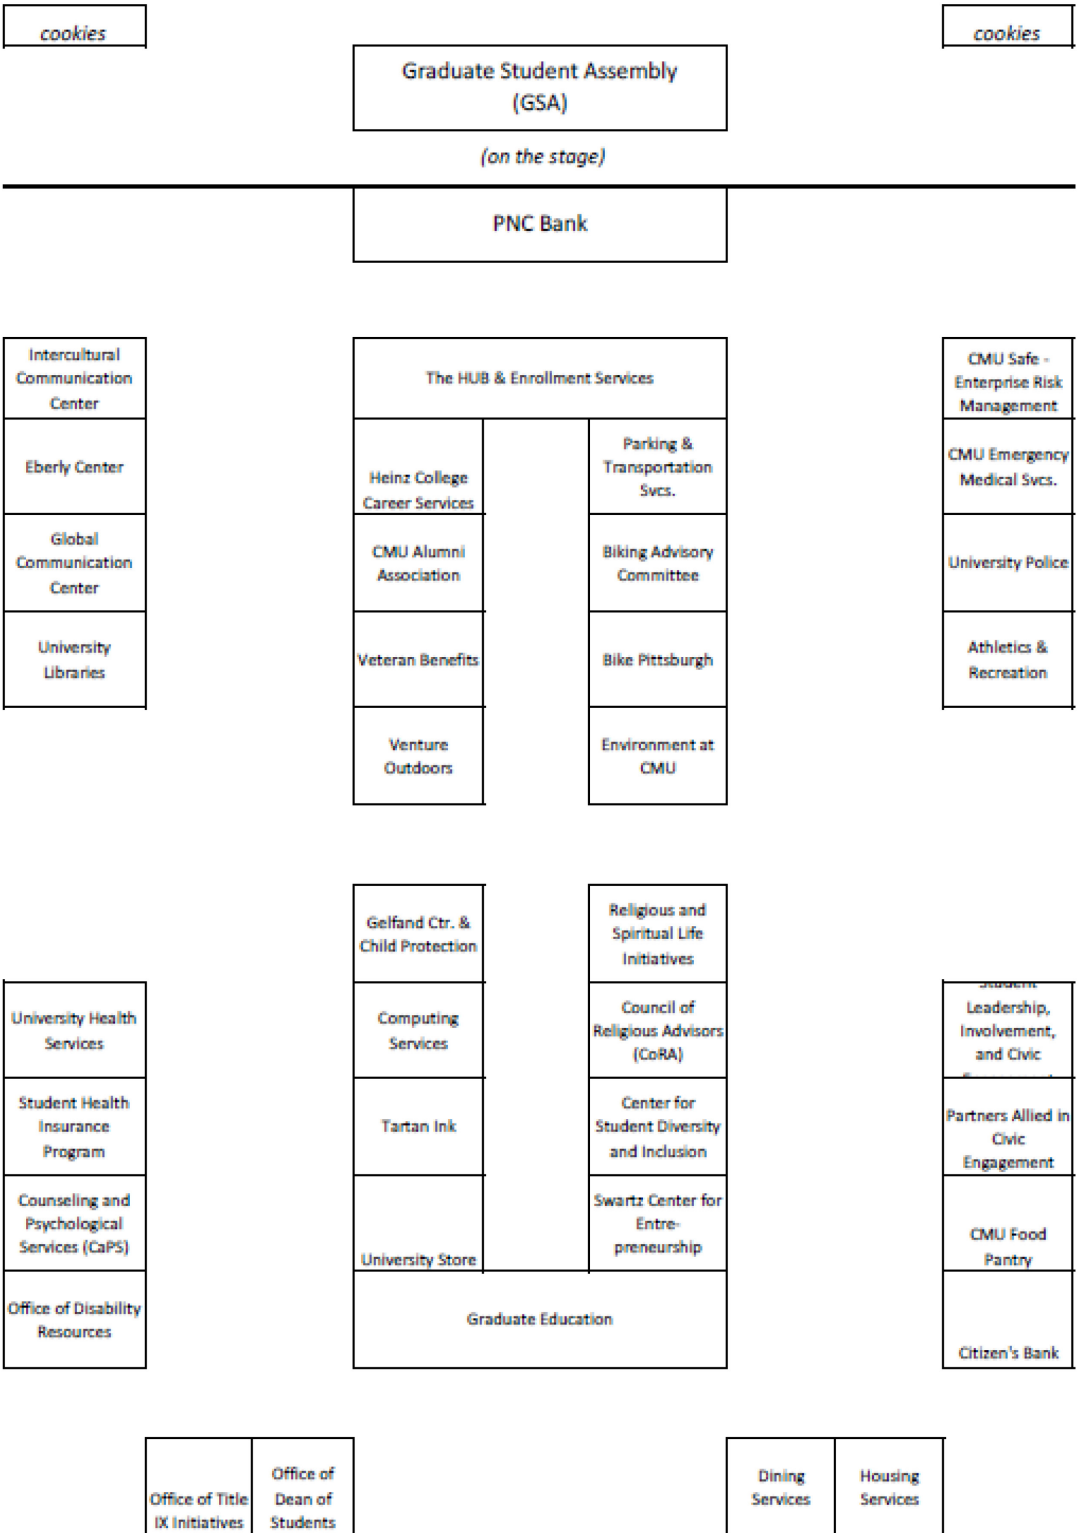 cookies
cookies
Graduate Student Assembly
(GSA)
(on the stage)
PNC Bank
Intercultural
Communication
Center
The HUB & Enrollment Services
CMU Safe -
Enterprise Risk
Management
Eberly Center
Heinz College
Career Services
Parking &
Transportation
Svcs.
CMU Emergency
Medical Svcs.
Global
Communication
Center
CMU Alumni
Association
Biking Advisory
Committee
University Police
University
Libraries
Veteran Benefits
Bike Pittsburgh
Athletics &
Recreation
Venture
Outdoors
Environment at
CMU
Gelfand Ctr. &
Child Protection
Religious and
Spiritual Life
Initiatives
University Health
Services
Computing
Services
Council of
Religious Advisors
(CoRA)
Student
Leadership,
Involvement,
and Civic
Student Health
Insurance
Program
Tartan Ink
Center for
Student Diversity
and Inclusion
Partners Allied in
Civic
Engagement
Counseling and
Psychological
Services (CaPS)
University Store
Swartz Center for
Entre-
preneurship
CMU Food
Pantry
Office of Disability
Resources
Graduate Education
Citizen's Bank
Office of Title
IX Initiatives
Office of
Dean of
Students
Dining
Services
Housing
Services